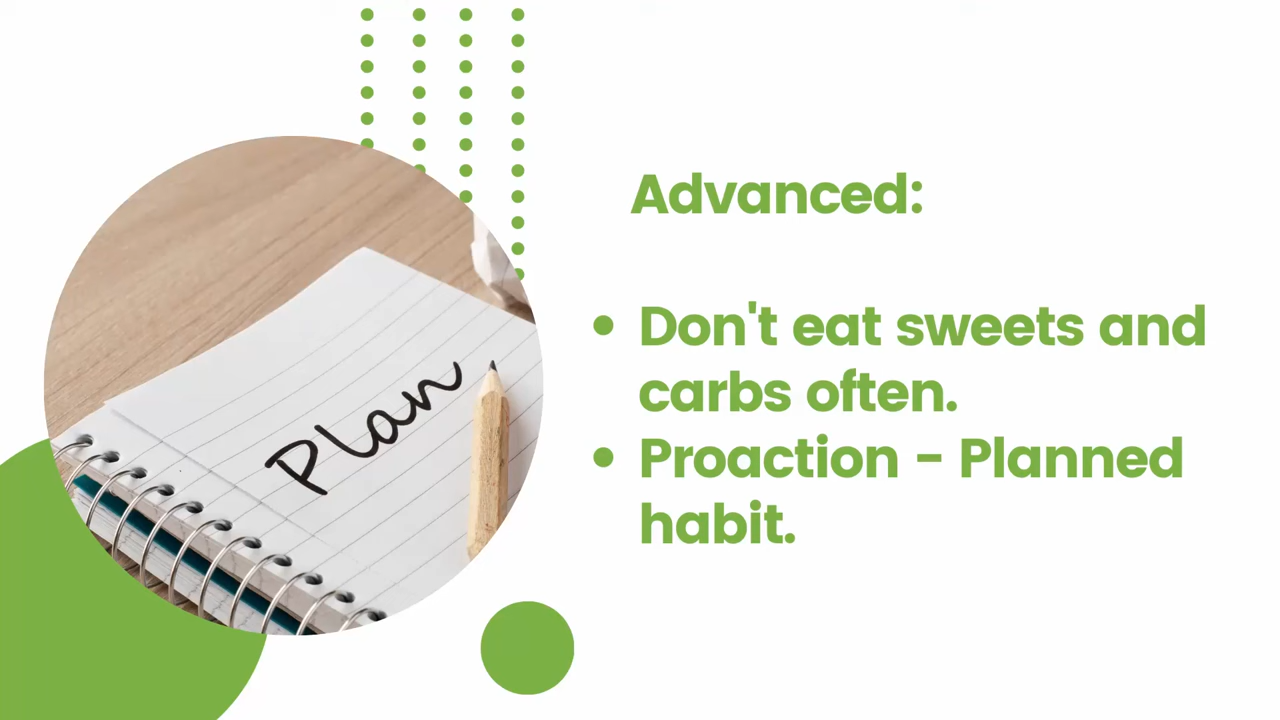 Advanced:
• Don't eat sweets and
carbs often.
• Proaction - Planned
habit.
Plan